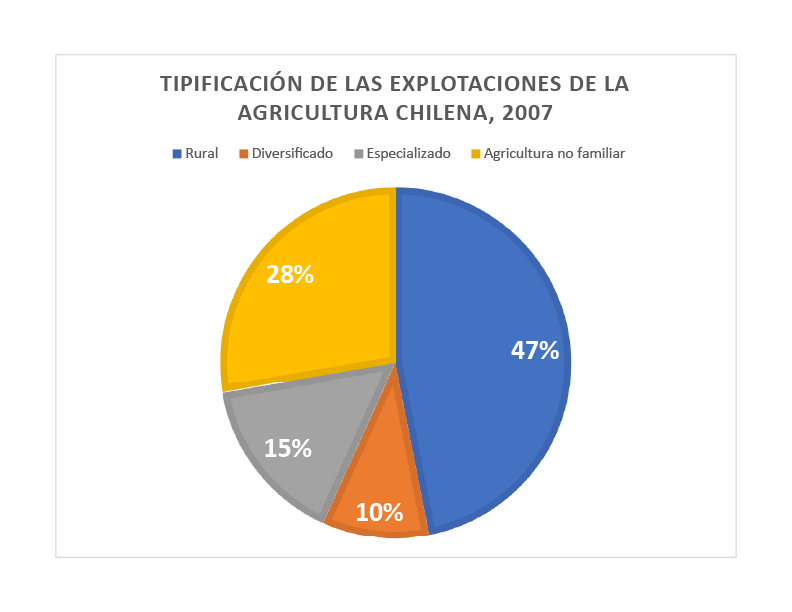 TIPIFICACIÓN DE LAS EXPLOTACIONES DE LA
AGRICULTURA CHILENA, 2007
Rural Diversificado Especializado Agricultura no familiar
28%
47%
15%
10%